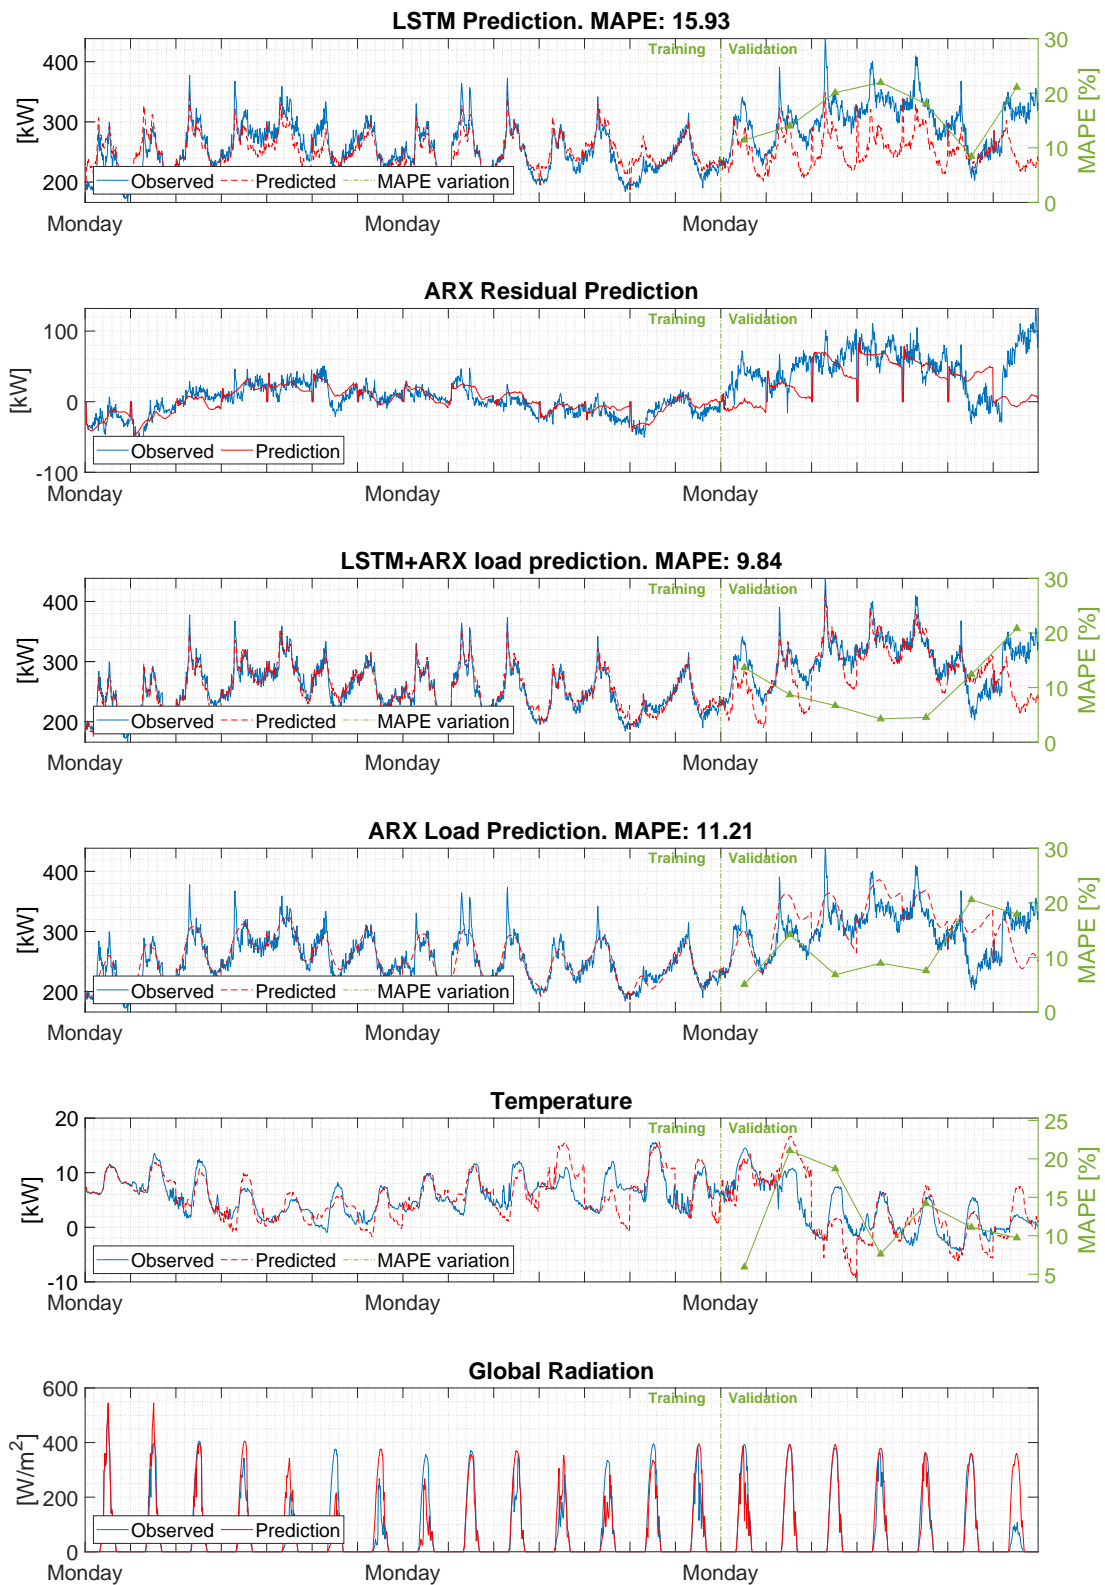 LSTM Prediction. MAPE: 15.93
Training Validation
[kW]
400
300
200
30
20
10
0
MAPE [%]
Observed Predicted MAPE variation
Monday Monday Monday
ARX Residual Prediction
Training Validation
[kW]
100
0
-100
Observed Prediction
Monday Monday Monday
LSTM+ARX load prediction. MAPE: 9.84
Training Validation
[kW]
400
300
200
30
20
10
0
MAPE [%]
Observed Predicted MAPE variation
Monday Monday Monday
ARX Load Prediction. MAPE: 11.21
Training Validation
[kW]
400
300
200
30
20
10
0
MAPE [%]
Observed Predicted MAPE variation
Monday Monday Monday
Temperature
Training Validation
[kW]
20
10
0
-10
25
20
15
10
5
MAPE [%]
Observed Predicted MAPE variation
Monday Monday Monday
Global Radiation
Training Validation
[W/m²]
600
400
200
0
Observed Prediction
Monday Monday Monday